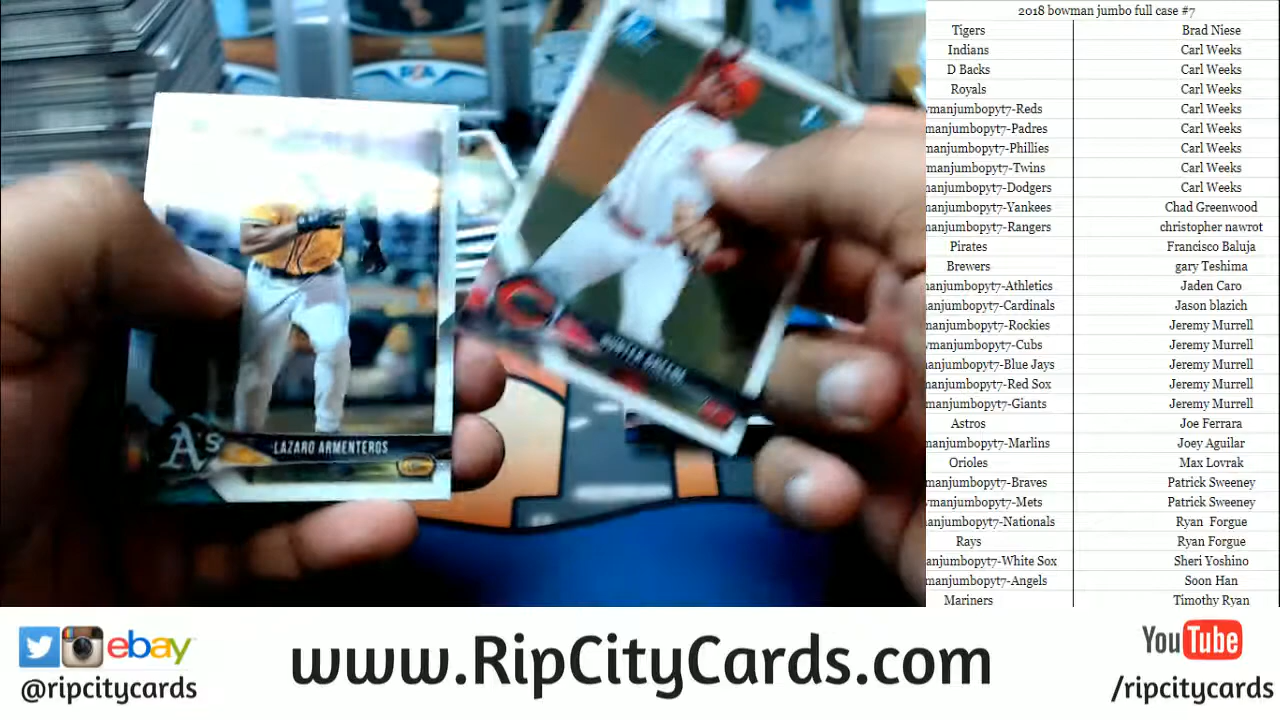 2018 bowman jumbo full case #7
Tigers Brad Niese
Indians Carl Weeks
D Backs Carl Weeks
Royals Carl Weeks
wmanjumbopyt7-Reds Carl Weeks
manjumbopyt7-Padres Carl Weeks
manjumbopyt7-Phillies Carl Weeks
manjumbopyt7-Twins Carl Weeks
manjumbopyt7-Dodgers Carl Weeks
manjumbopyt7-Yankees Chad Greenwood
manjumbopyt7-Rangers christopher nawrot
Pirates Francisco Baluja
Brewers gary Teshima
manjumbopyt7-Athletics Jaden Caro
manjumbopyt7-Cardinals Jason blazich
manjumbopyt7-Rockies Jeremy Murrell
wmanjumbopyt7-Cubs Jeremy Murrell
manjumbopyt7-Blue Jays Jeremy Murrell
manjumbopyt7-Red Sox Jeremy Murrell
manjumbopyt7-Giants Jeremy Murrell
Astros Joe Ferrara
manjumbopyt7-Marlins Joey Aguilar
Orioles Max Lovrak
manjumbopyt7-Braves Patrick Sweeney
wmanjumbopyt7-Mets Patrick Sweeney
anjumbopyt7-Nationals Ryan Forgue
Rays Ryan Forgue
anjumbopyt7-White Sox Sheri Yoshino
manjumbopyt7-Angels Soon Han
Mariners Timothy Ryan
A's
LAZARO ARMENTEROS
C
ebay
@ripcitycards
www.RipCityCards.com
YouTube
/ripcitycards